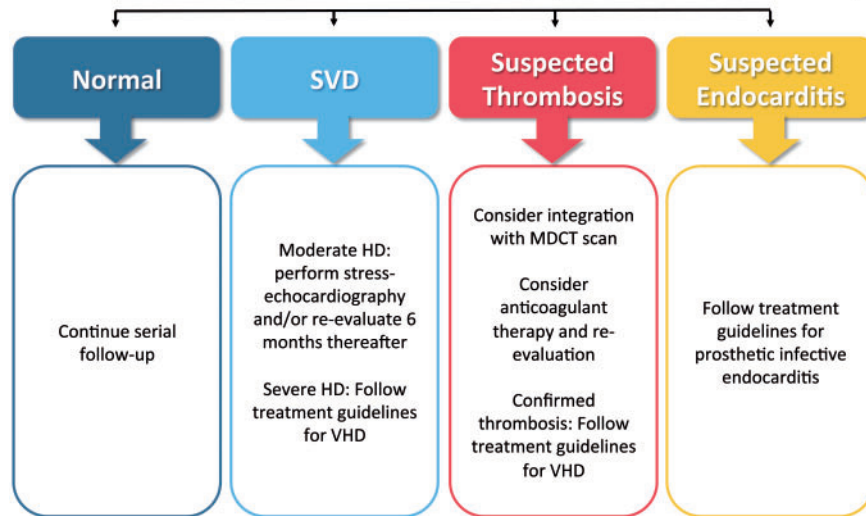 Normal
SVD
Suspected
Thrombosis
Suspected
Endocarditis
Continue serial
follow-up
Moderate HD:
perform stress-
echocardiography
and/or re-evaluate 6
months thereafter
Severe HD: Follow
treatment guidelines
for VHD
Consider integration
with MDCT scan
Consider
anticoagulant
therapy and re-
evaluation
Confirmed
thrombosis: Follow
treatment guidelines
for VHD
Follow treatment
guidelines for
prosthetic infective
endocarditis